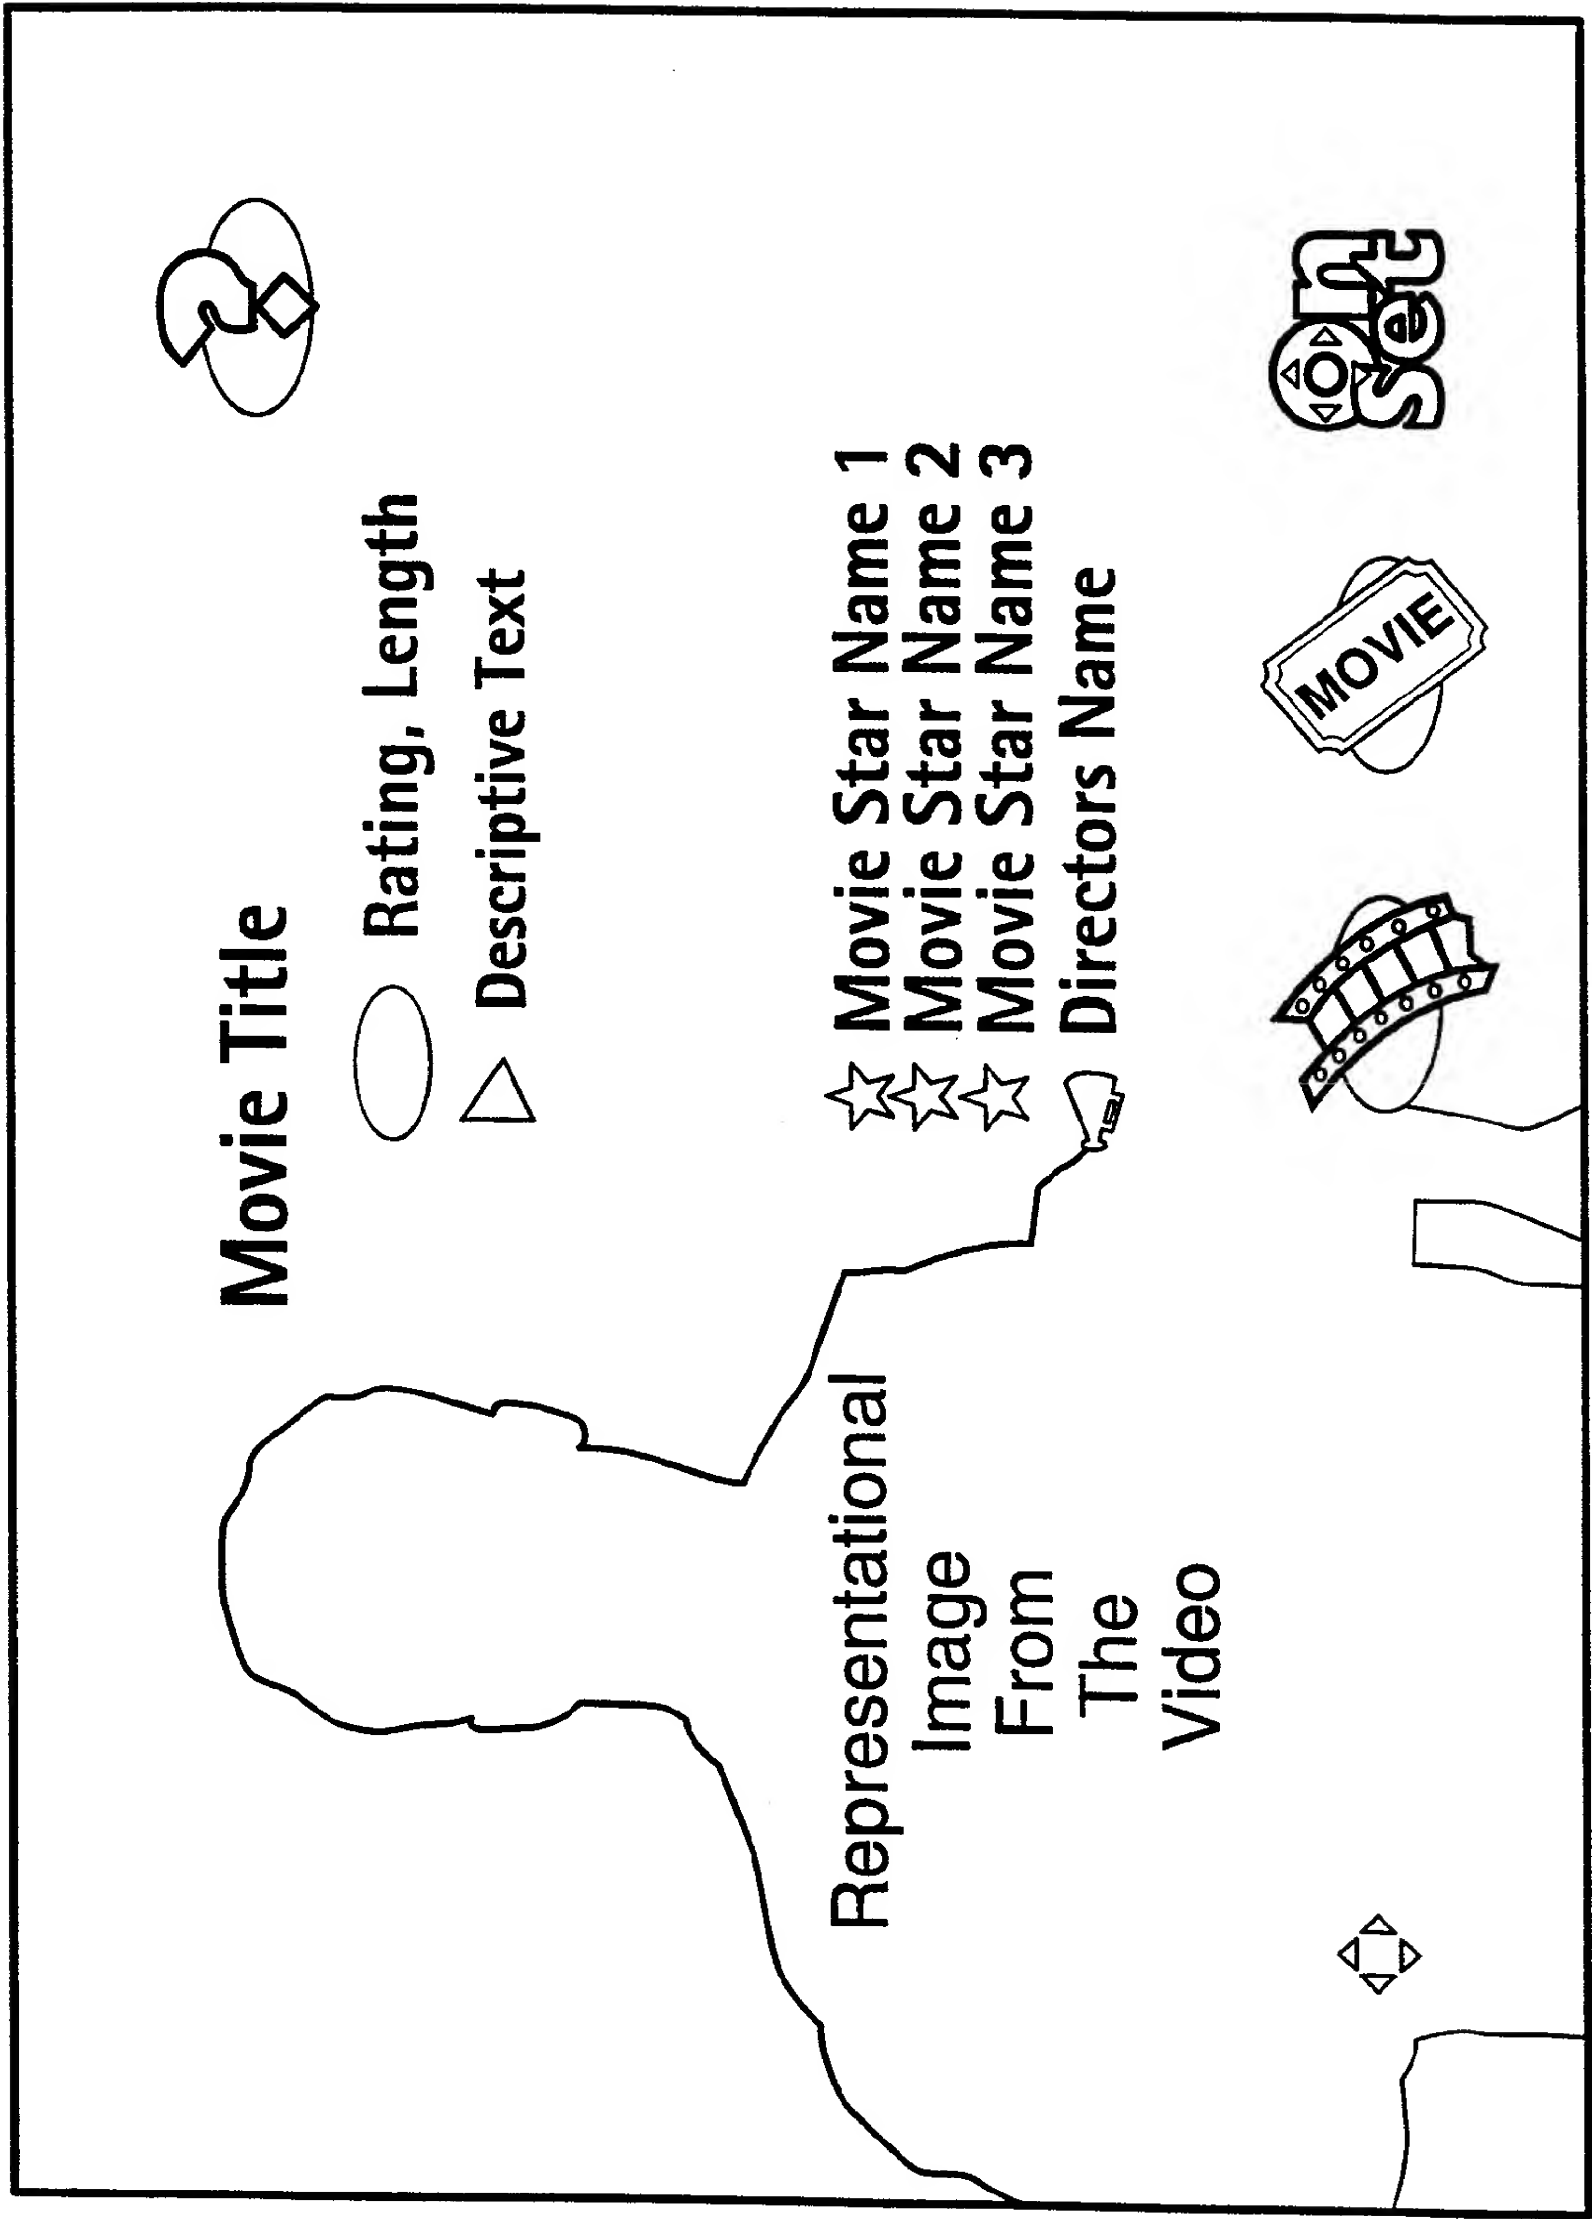 Movie Title
Rating, Length
Descriptive Text
Movie Star Name 1
Movie Star Name 2
Movie Star Name 3
Directors Name
Representational
Image
From
The
Video
MOVIE
on
set
?